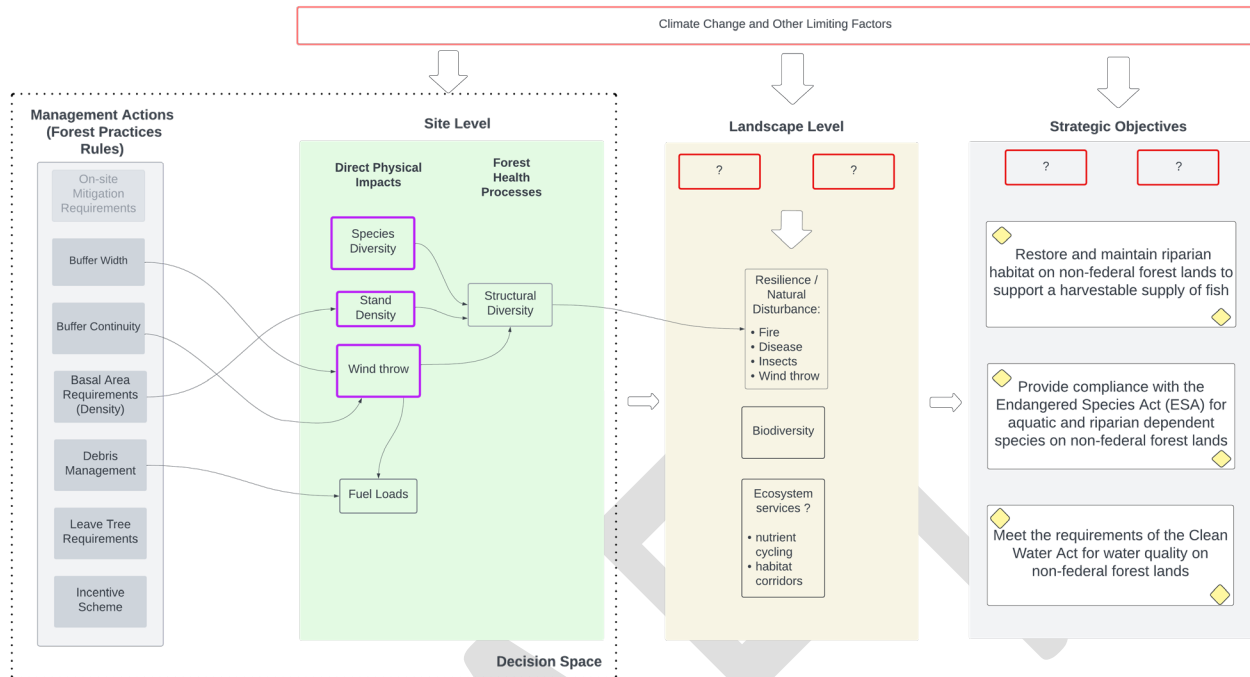 Climate Change and Other Limiting Factors
Management Actions
(Forest Practices
Rules)
On-site
Mitigation
Requirements
Buffer Width
Buffer Continuity
Basal Area
Requirements
(Density)
Debris
Management
Leave Tree
Requirements
Incentive
Scheme
Site Level
Direct Physical
Impacts
Forest
Health
Processes
Species
Diversity
Stand
Density
Wind throw
Fuel Loads
Structural
Diversity
Decision Space
Landscape Level
?
?
Resilience /
Natural
Disturbance:
• Fire
• Disease
• Insects
• Wind throw
Biodiversity
Ecosystem
services ?
• nutrient
cycling
• habitat
corridors
Strategic Objectives
?
?
Restore and maintain riparian
habitat on non-federal forest lands to
support a harvestable supply of fish
Provide compliance with the
Endangered Species Act (ESA) for
aquatic and riparian dependent
species on non-federal forest lands
Meet the requirements of the Clean
Water Act for water quality on
non-federal forest lands